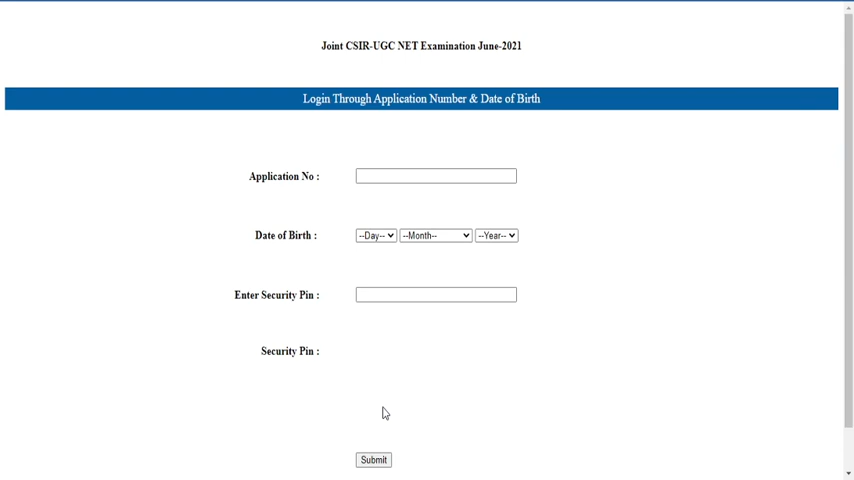 Joint CSIR-UGC NET Examination June-2021
Login Through Application Number & Date of Birth
Application No :
Date of Birth : --Day-- --Month-- --Year--
Enter Security Pin :
Security Pin :
Submit